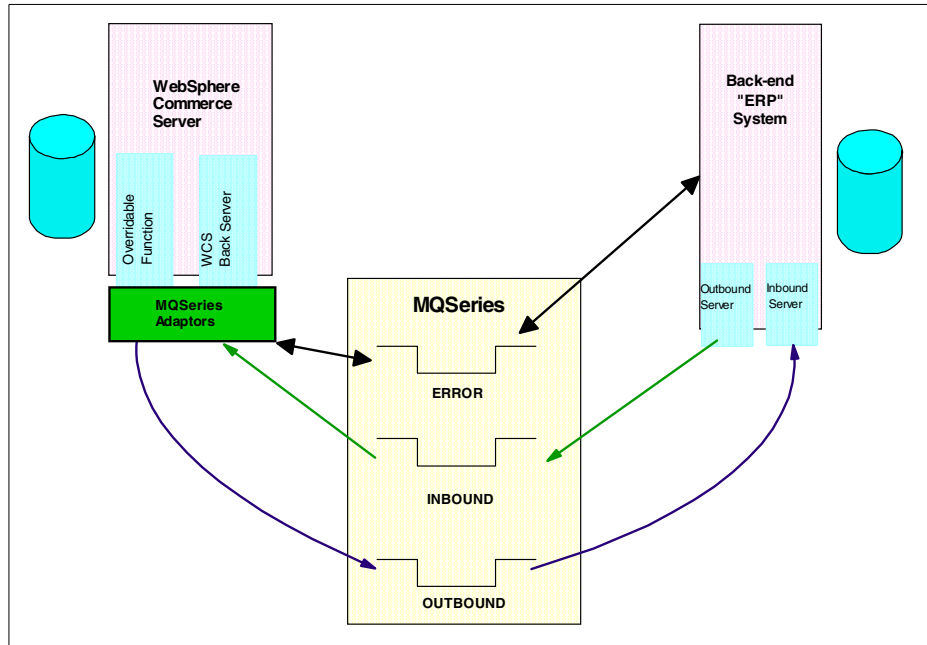 WebSphere
Commerce
Server
Overridable
Function
WCS
Back Server
MQSeries
Adaptors
MQSeries
ERROR
INBOUND
OUTBOUND
Back-end
"ERP"
System
Outbound
Server
Inbound
Server